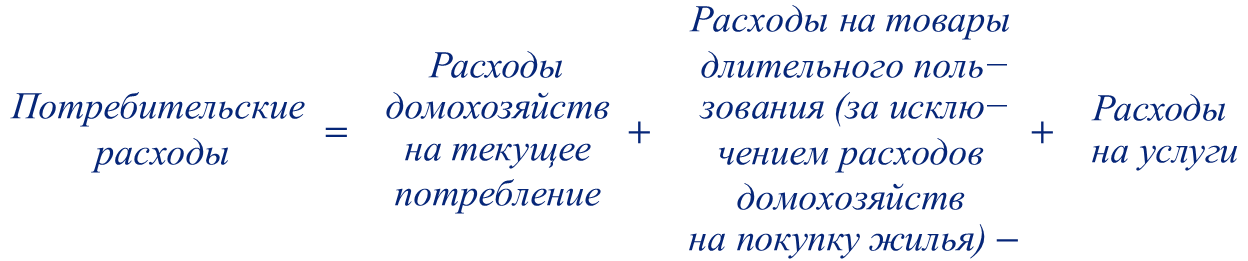 Потребительские
расходы
=
Расходы
домохозяйств
на текущее
потребление
+
Расходы на товары
длительного поль−
зования (за исклю−
чением расходов
домохозяйств
на покупку жилья) −
+
Расходы
на услуги